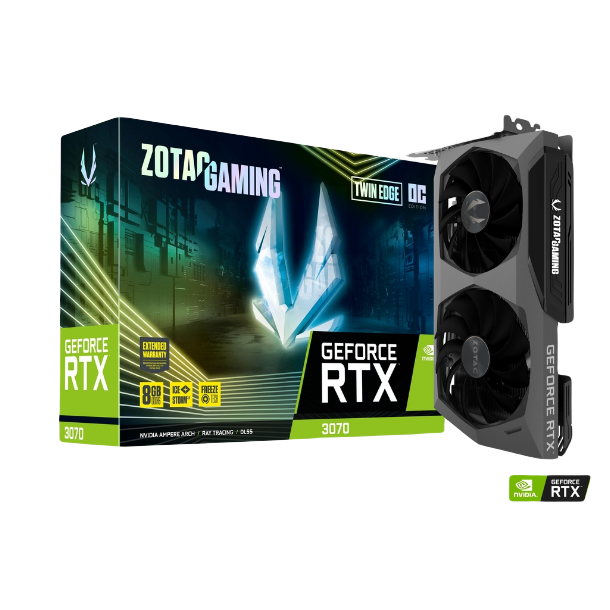 ZOTAC GAMING
TWIN EDGE OC
EDITION
GEFORCE
RTX
3070
EXTENDED
WARRANTY
8GB
ICE
STORM
FREEZE
GEFORCE
RTX
3070
NVIDIA AMPERE ARCH / RAY TRACING / DLSS
ZOTAC GAMING
ZOTAC
GEFORCE RTX
NVIDIA.
GEFORCE
RTX